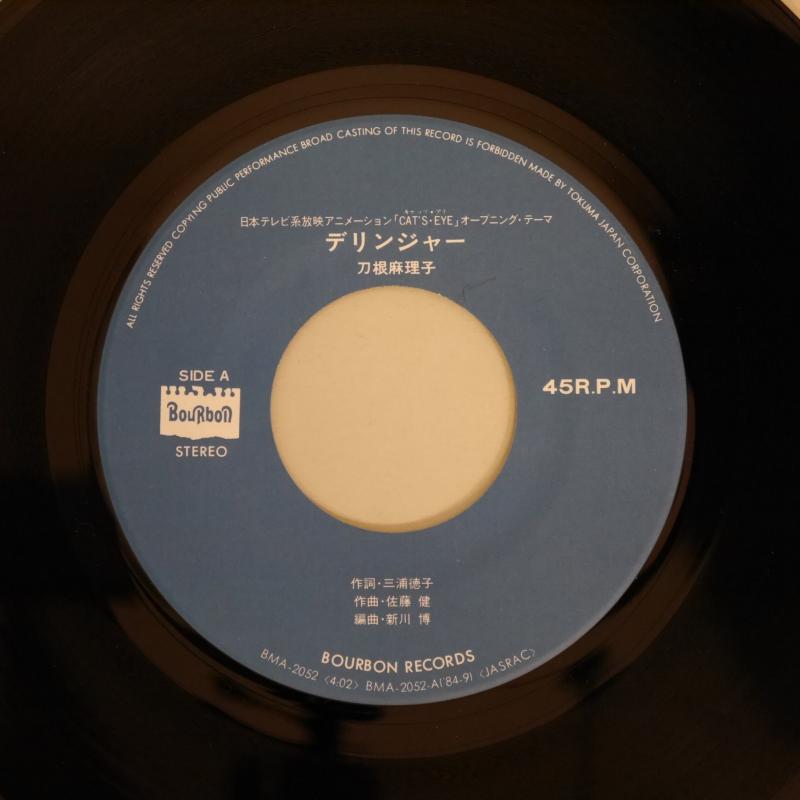 ALL RIGHTS RESERVED COPYING PUBLIC PERFORMANCE BROAD CASTING OF THIS RECORD IS FORBIDDEN MADE BY TOKUMA JAPAN CORPORATION
日本テレビ系放映アニメーション「CAT'S・EYE」オープニング・テーマ
デリンジャー
刀根麻理子
SIDE A
BouRbon
STEREO
45R.P.M
作詞・三浦徳子
作曲・佐藤 健
編曲・新川 博
BOURBON RECORDS
BMA-2052 〈4:02〉 BMA-2052-A1'84-91 〈JASRAC〉